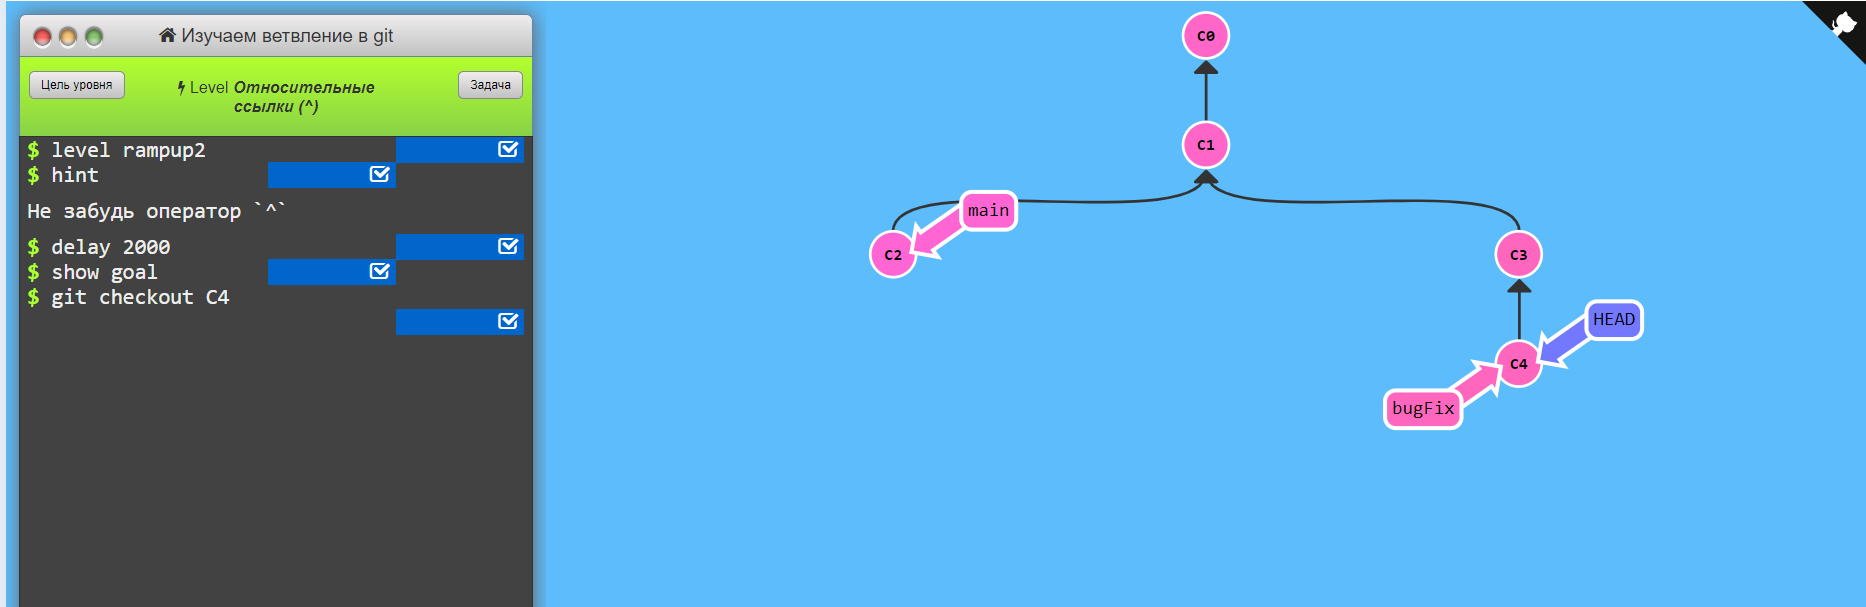 Изучаем ветвление в git
Цель уровня
Level Относительные
ссылки (^)
Задача
$ level rampup2
$ hint
Не забудь оператор `^`
$ delay 2000
$ show goal
$ git checkout C4
C0
C1
main
C2
C3
HEAD
C4
bugFix